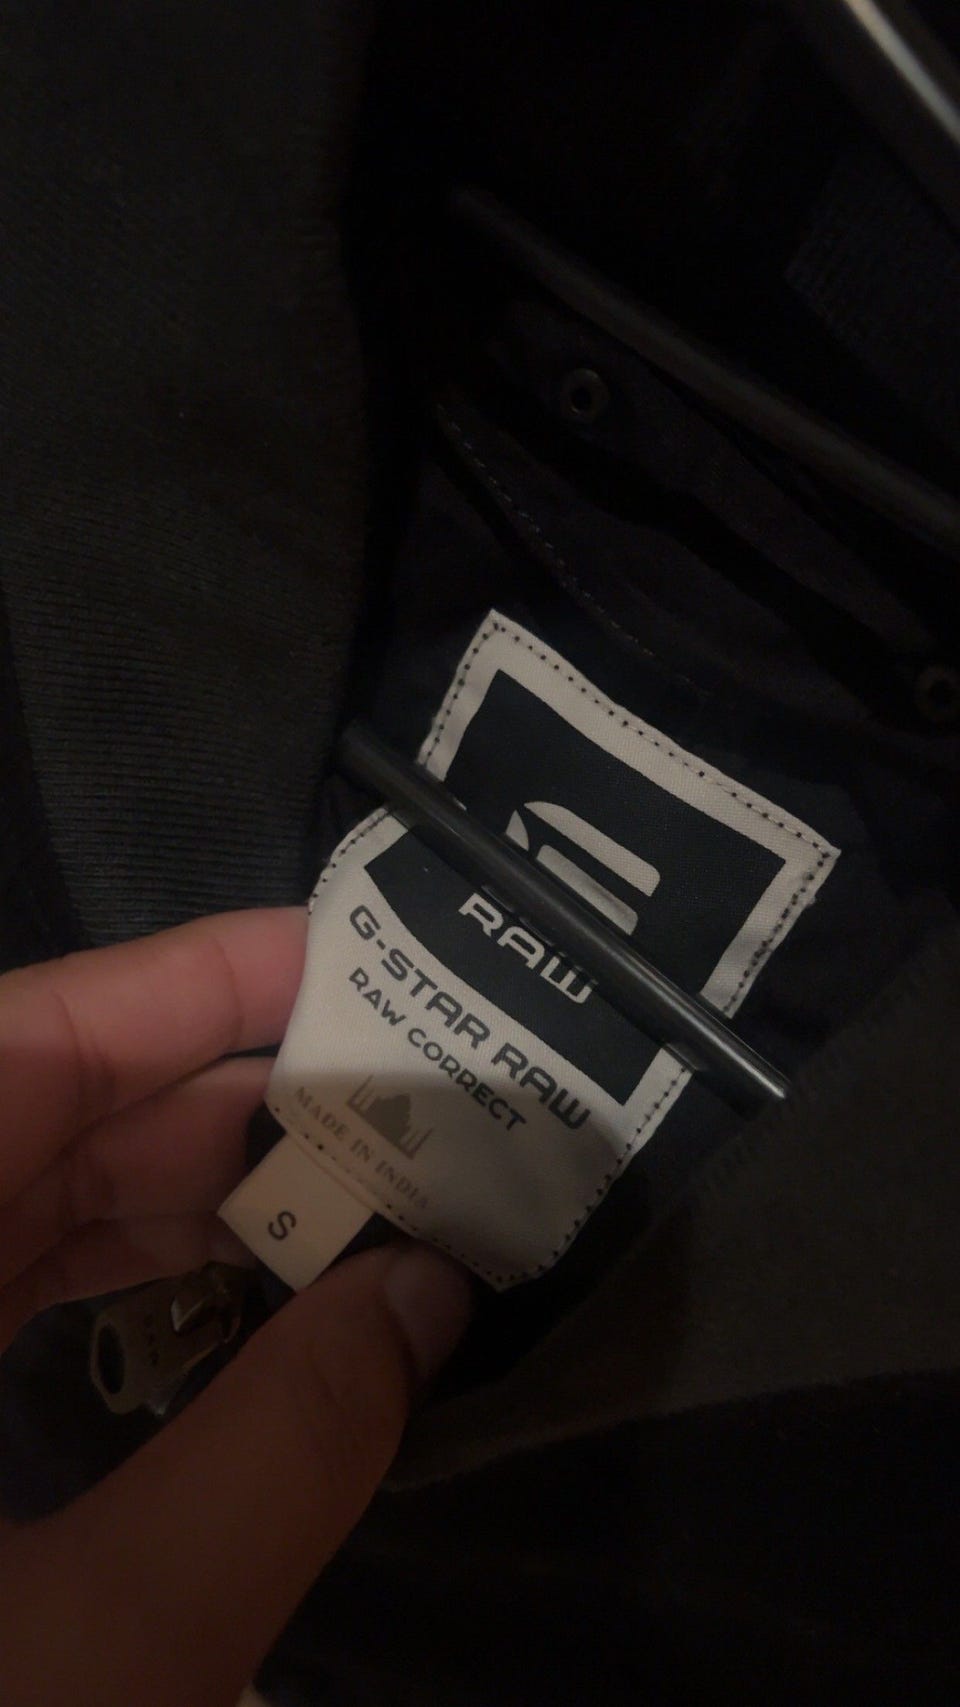 RAW
G-STAR RAW
RAW CORRECT
MADE IN INDIA
S